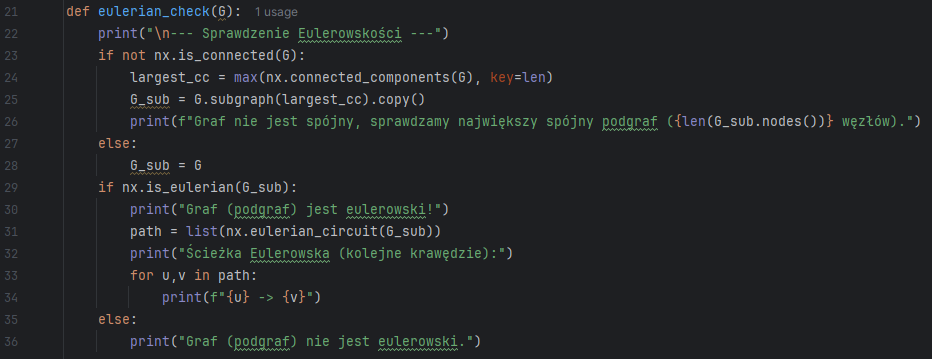 21 def eulerian_check(G): 1 usage
22 print("\n--- Sprawdzenie Eulerowskości ---")
23 if not nx.is_connected(G):
24 largest_cc = max(nx.connected_components(G), key=len)
25 G_sub = G.subgraph(largest_cc).copy()
26 print(f"Graf nie jest spójny, sprawdzamy największy spójny podgraf ({len(G_sub.nodes())} węzłów).")
27 else:
28 G_sub = G
29 if nx.is_eulerian(G_sub):
30 print("Graf (podgraf) jest eulerowski!")
31 path = list(nx.eulerian_circuit(G_sub))
32 print("Ścieżka Eulerowska (kolejne krawędzie):")
33 for u,v in path:
34 print(f"{u} -> {v}")
35 else:
36 print("Graf (podgraf) nie jest eulerowski.")